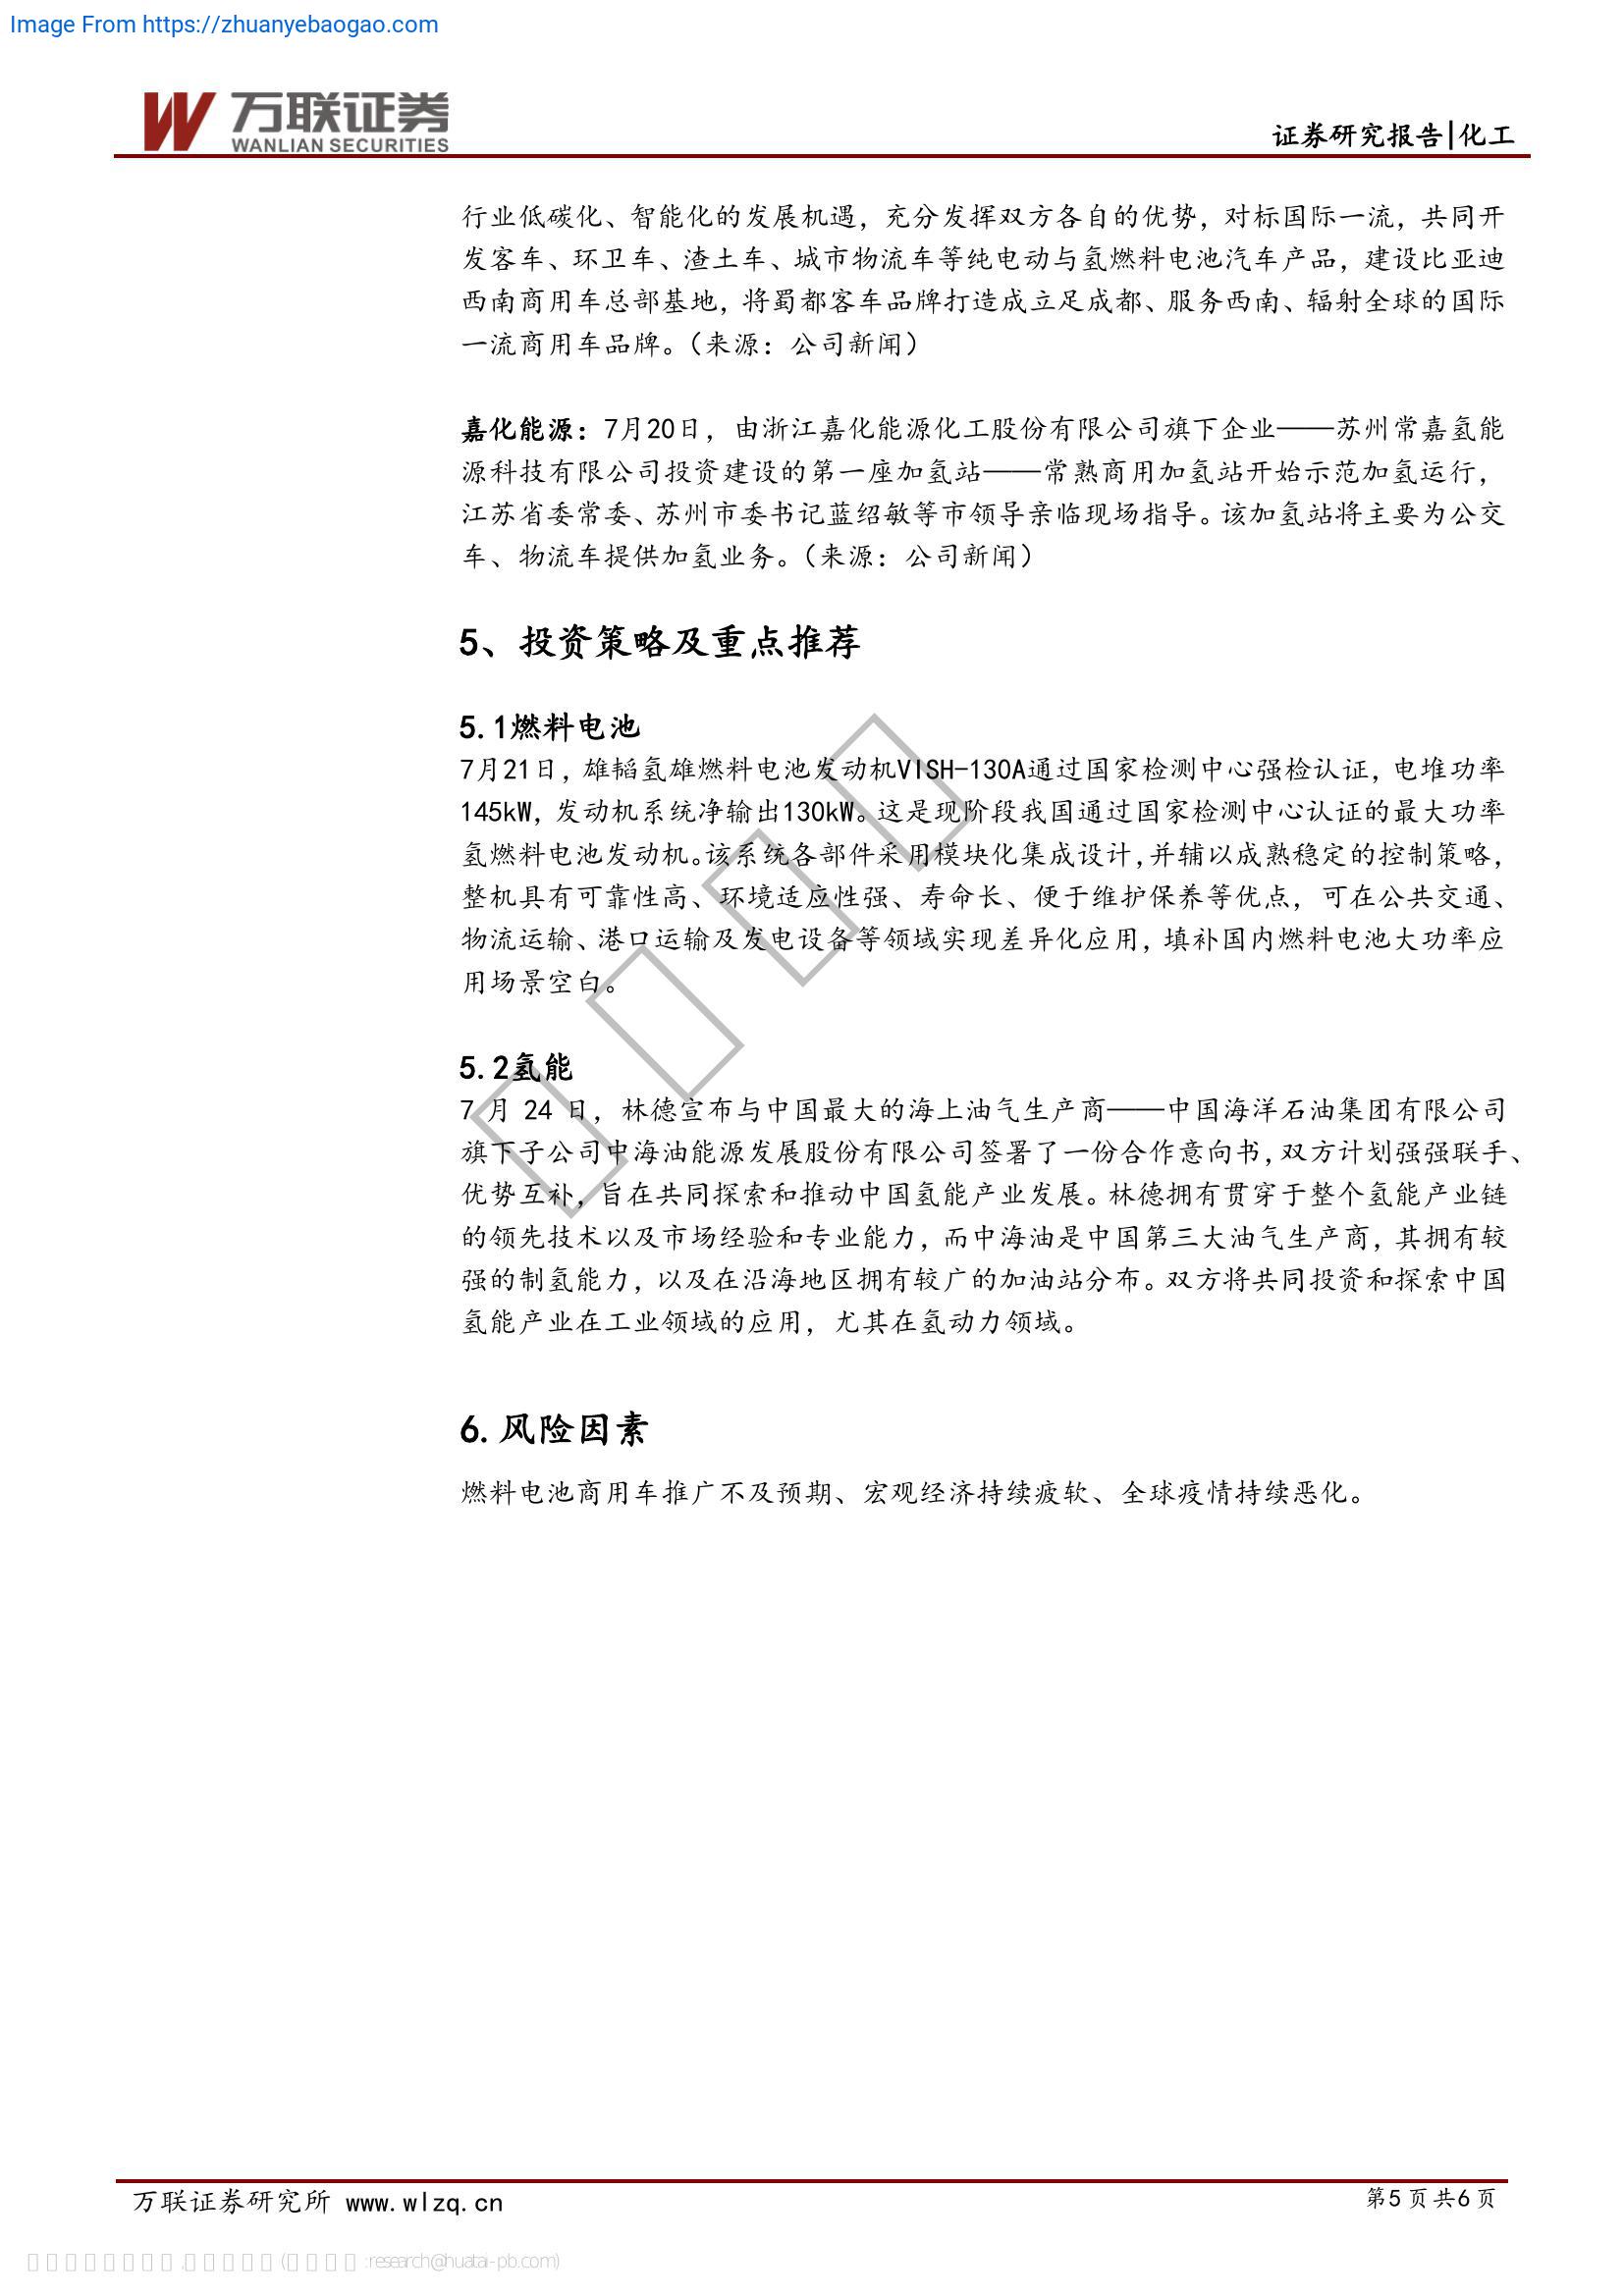 Image From https://zhuanyebaogao.com
万联证券
WANLIAN SECURITIES
证券研究报告|化工
行业低碳化、智能化的发展机遇，充分发挥双方各自的优势，对标国际一流，共同开
发客车、环卫车、渣土车、城市物流车等纯电动与氢燃料电池汽车产品，建设比亚迪
西南商用车总部基地，将蜀都客车品牌打造成立足成都、服务西南、辐射全球的国际
一流商用车品牌。（来源：公司新闻）
嘉化能源：7月20日，由浙江嘉化能源化工股份有限公司旗下企业——苏州常嘉氢能
源科技有限公司投资建设的第一座加氢站——常熟商用加氢站开始示范加氢运行，
江苏省委常委、苏州市委书记蓝绍敏等市领导亲临现场指导。该加氢站将主要为公交
车、物流车提供加氢业务。（来源：公司新闻）
5、投资策略及重点推荐
5.1燃料电池
7月21日，雄韬氢雄燃料电池发动机VISH-130A通过国家检测中心强检认证，电堆功率
145kW，发动机系统净输出130kW。这是现阶段我国通过国家检测中心认证的最大功率
氢燃料电池发动机。该系统各部件采用模块化集成设计，并辅以成熟稳定的控制策略，
整机具有可靠性高、环境适应性强、寿命长、便于维护保养等优点，可在公共交通、
物流运输、港口运输及发电设备等领域实现差异化应用，填补国内燃料电池大功率应
用场景空白。
5.2氢能
7 月 24 日，林德宣布与中国最大的海上油气生产商——中国海洋石油集团有限公司
旗下子公司中海油能源发展股份有限公司签署了一份合作意向书，双方计划强强联手、
优势互补，旨在共同探索和推动中国氢能产业发展。林德拥有贯穿于整个氢能产业链
的领先技术以及市场经验和专业能力，而中海油是中国第三大油气生产商，其拥有较
强的制氢能力，以及在沿海地区拥有较广的加油站分布。双方将共同投资和探索中国
氢能产业在工业领域的应用，尤其在氢动力领域。
6.风险因素
燃料电池商用车推广不及预期、宏观经济持续疲软、全球疫情持续恶化。
万联证券研究所 www.wlzq.cn
第5页共6页
research@huatai-pb.com)